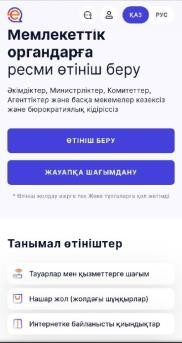 ҚАЗ РУС
Мемлекеттік
органдарға
ресми өтініш беру
Әкімдіктер, Министрліктер, Комитеттер,
Агенттіктер және басқа мекемелер кезексіз
және бюрократиялық кідіріссіз
ӨТІНІШ БЕРУ
ЖАУАПҚА ШАҒЫМДАНУ
* Өтініш жолдау Жеке және тұлғаларға қол жетімді
Танымал өтініштер
Тауарлар мен қызметтерге шағым
Нашар жол (жолдағы шұңқырлар)
Интернетке байланысты қиындықтар